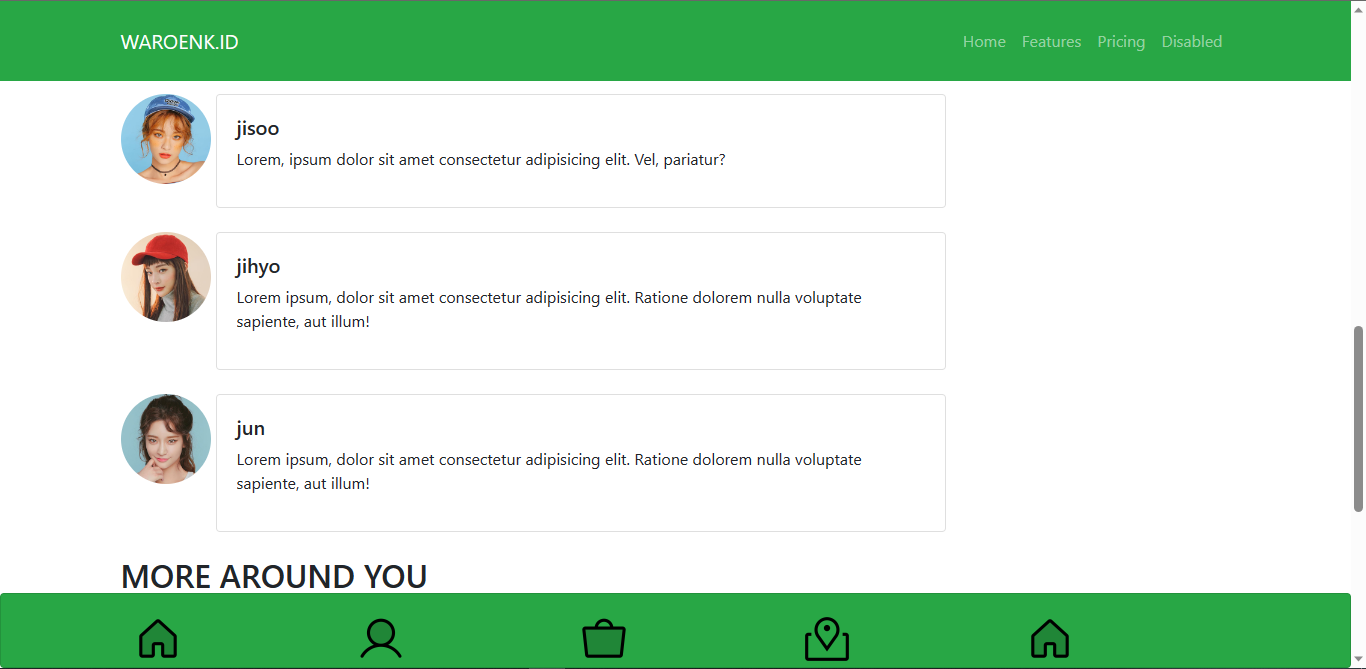 WAROENK.ID
Home Features Pricing Disabled
jisoo
Lorem, ipsum dolor sit amet consectetur adipisicing elit. Vel, pariatur?
jihyo
Lorem ipsum, dolor sit amet consectetur adipisicing elit. Ratione dolorem nulla voluptate
sapiente, aut illum!
jun
Lorem ipsum, dolor sit amet consectetur adipisicing elit. Ratione dolorem nulla voluptate
sapiente, aut illum!
MORE AROUND YOU